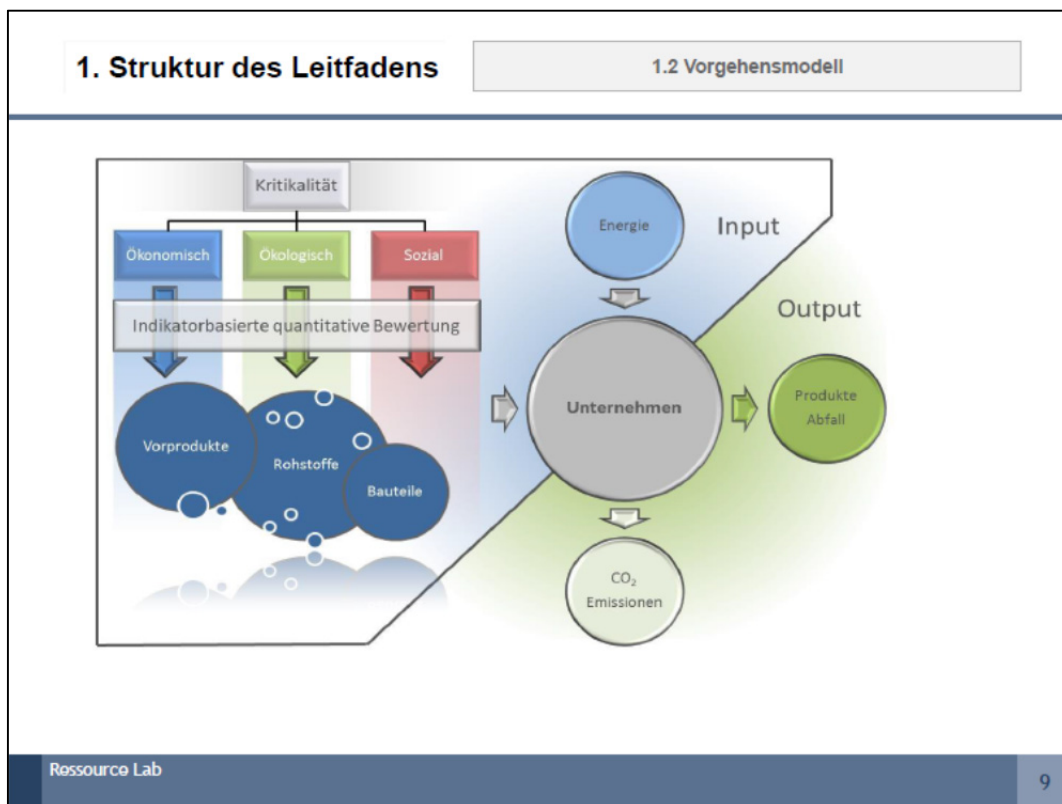 1. Struktur des Leitfadens
1.2 Vorgehensmodell
Kritikalität
Ökonomisch
Ökologisch
Sozial
Indikatorbasierte quantitative Bewertung
Vorprodukte
Rohstoffe
Bauteile
Energie
Input
Output
Unternehmen
Produkte
Abfall
CO₂
Emissionen
Ressource Lab
9